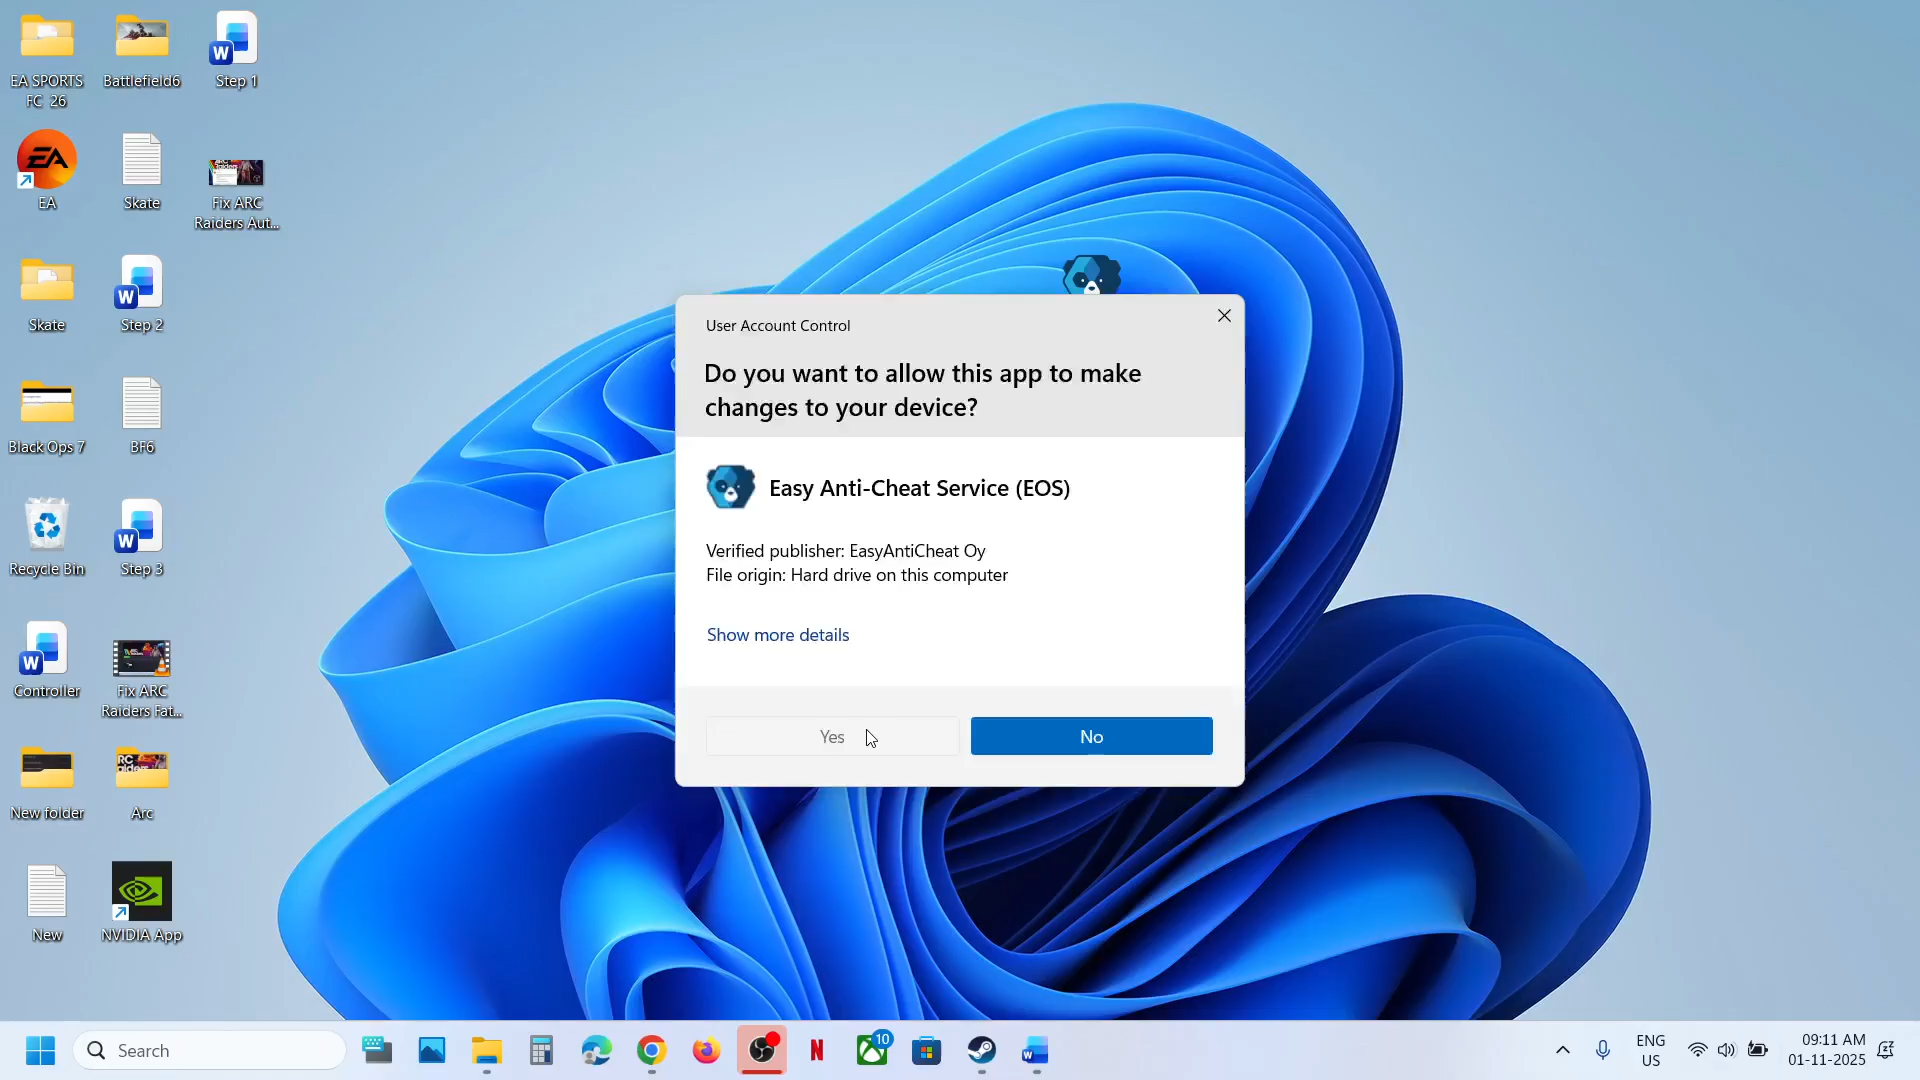 EA SPORTS
FC 26
Battlefield6
Step 1
EA
Skate
Fix ARC
Raiders Aut...
Skate
Step 2
Black Ops 7
BF6
Recycle Bin
Step 3
Controller
Fix ARC
Raiders Fat...
New folder
Arc
New
NVIDIA App
User Account Control
Do you want to allow this app to make
changes to your device?
Easy Anti-Cheat Service (EOS)
Verified publisher: EasyAntiCheat Oy
File origin: Hard drive on this computer
Show more details
Yes
No
Search
10
ENG
US
09:11 AM
01-11-2025